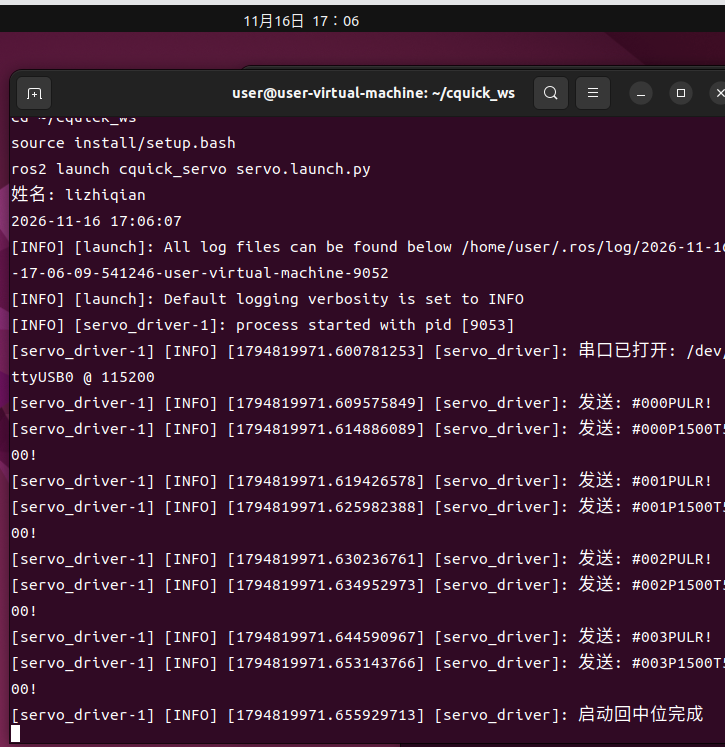 11月16日 17：06
user@user-virtual-machine: ~/cquick_ws
cd ~/cquick_ws
source install/setup.bash
ros2 launch cquick_servo servo.launch.py
姓名: lizhiqian
2026-11-16 17:06:07
[INFO] [launch]: All log files can be found below /home/user/.ros/log/2026-11-16
-17-06-09-541246-user-virtual-machine-9052
[INFO] [launch]: Default logging verbosity is set to INFO
[INFO] [servo_driver-1]: process started with pid [9053]
[servo_driver-1] [INFO] [1794819971.600781253] [servo_driver]: 串口已打开: /dev/
ttyUSB0 @ 115200
[servo_driver-1] [INFO] [1794819971.609575849] [servo_driver]: 发送: #000PULR!
[servo_driver-1] [INFO] [1794819971.614886089] [servo_driver]: 发送: #000P1500T5
00!
[servo_driver-1] [INFO] [1794819971.619426578] [servo_driver]: 发送: #001PULR!
[servo_driver-1] [INFO] [1794819971.625982388] [servo_driver]: 发送: #001P1500T5
00!
[servo_driver-1] [INFO] [1794819971.630236761] [servo_driver]: 发送: #002PULR!
[servo_driver-1] [INFO] [1794819971.634952973] [servo_driver]: 发送: #002P1500T5
00!
[servo_driver-1] [INFO] [1794819971.644590967] [servo_driver]: 发送: #003PULR!
[servo_driver-1] [INFO] [1794819971.653143766] [servo_driver]: 发送: #003P1500T5
00!
[servo_driver-1] [INFO] [1794819971.655929713] [servo_driver]: 启动回中位完成